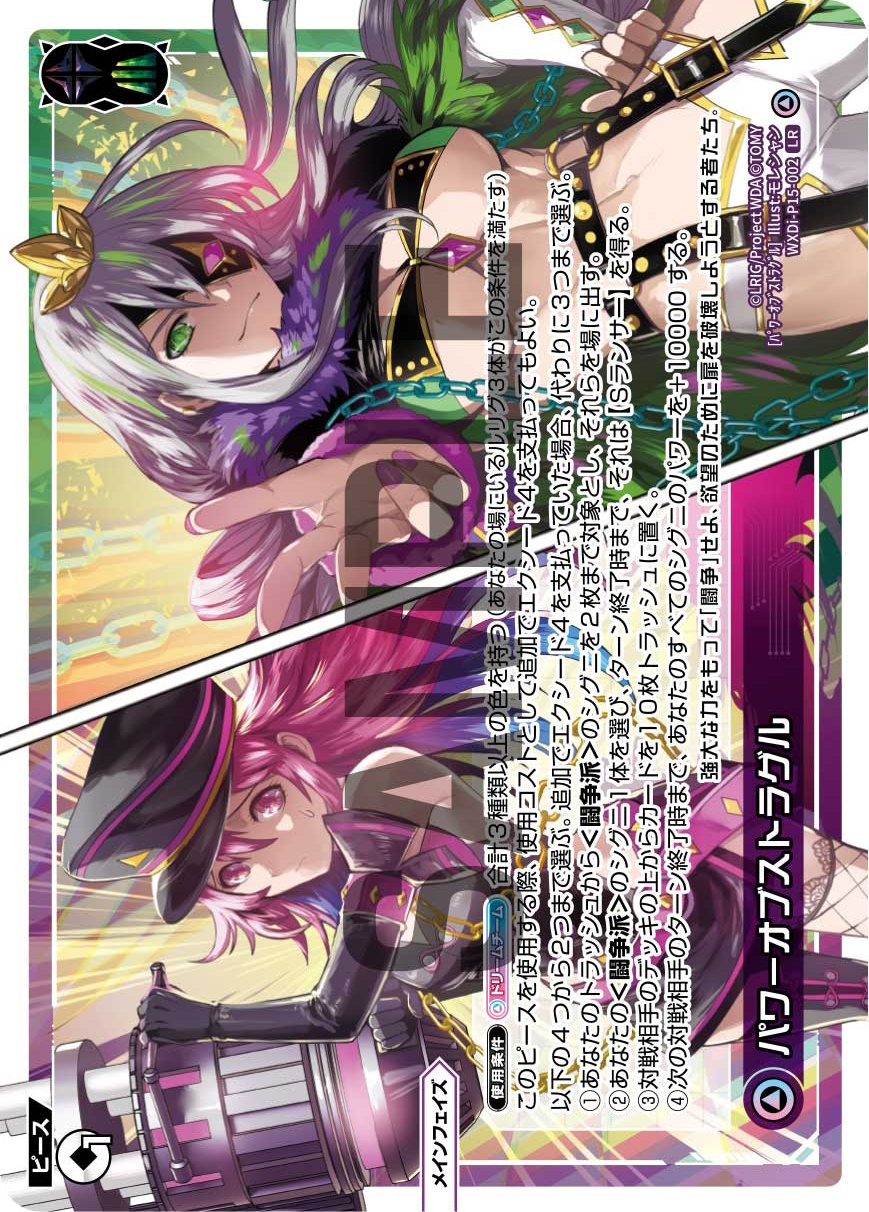 ピース
1
メインフェイズ
SAMPLE
使用条件 ドリームチーム 合計3種類以上の色を持つ(あなたの場にいるルリグ3体がこの条件を満たす)
このピースを使用する際、使用コストとして追加でエクシード4を支払ってもよい。
以下の4つから2つまで選ぶ。追加でエクシード4を支払っていた場合、代わりに3つまで選ぶ。
①あなたのトラッシュから<闘争派>のシグニを2枚まで対象とし、それらを場に出す。
②あなたの<闘争派>のシグニ1体を選び、ターン終了時まで、それは【Sランサー】を得る。
③対戦相手のデッキの上からカードを10枚トラッシュに置く。
④次の対戦相手のターン終了時まで、あなたのすべてのシグニのパワーを+10000する。
強大な力をもって「闘争」せよ、欲望のために扉を破壊しようとする者たち。
パワーオブストラグル
©LRIG/Project WDA ©TOMY
[パワーオブストラグル] Illust:モレシャン
WXDi-P15-002 LR